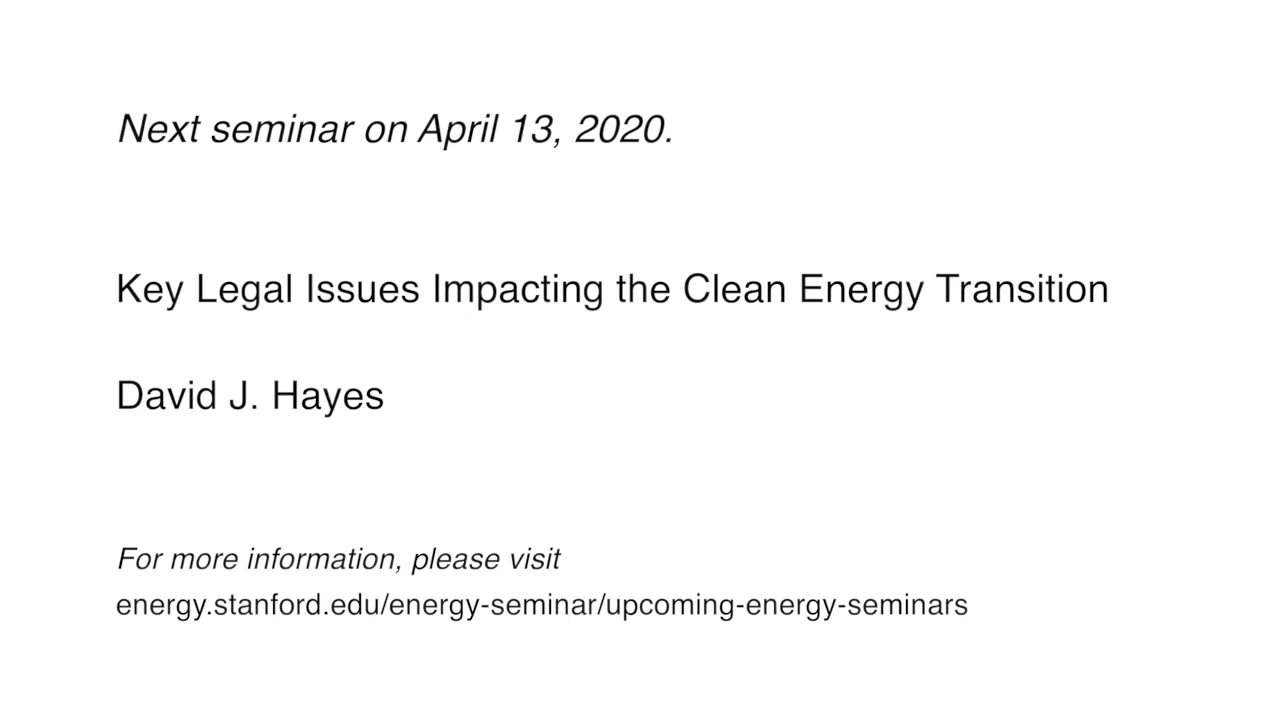 Next seminar on April 13, 2020.
Key Legal Issues Impacting the Clean Energy Transition
David J. Hayes
For more information, please visit
energy.stanford.edu/energy-seminar/upcoming-energy-seminars